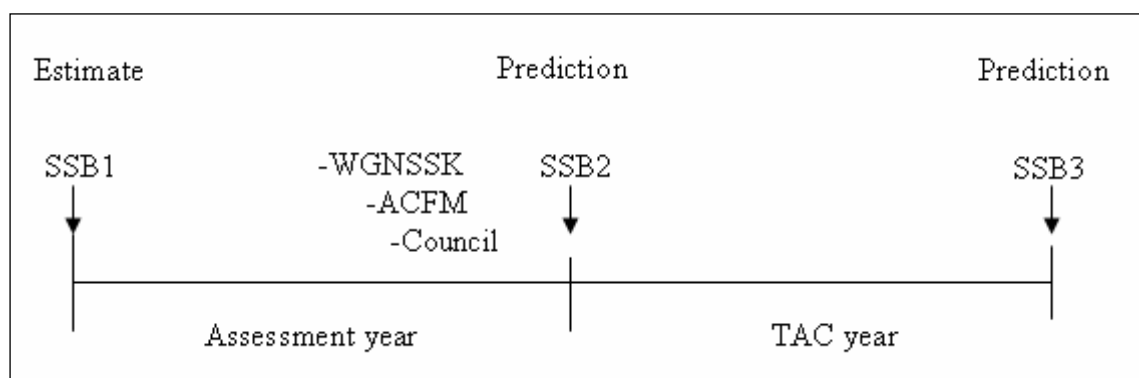 Estimate Prediction Prediction
SSB1 -WGNSSK SSB2 SSB3
-ACFM
-Council
Assessment year TAC year